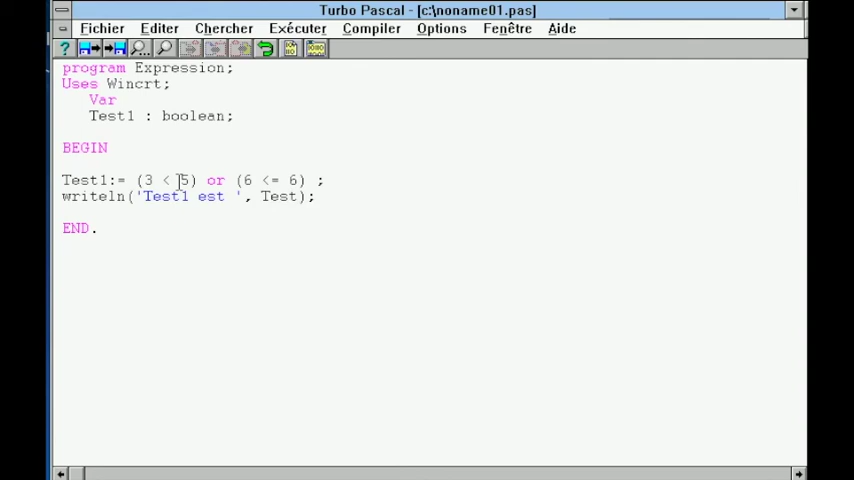 Turbo Pascal - [c:\noname01.pas]
Fichier Editer Chercher Exécuter Compiler Options Fenêtre Aide
program Expression;
Uses Wincrt;
Var
Test1 : boolean;
BEGIN
Test1:= (3 < 5) or (6 <= 6) ;
writeln('Test1 est ', Test);
END.